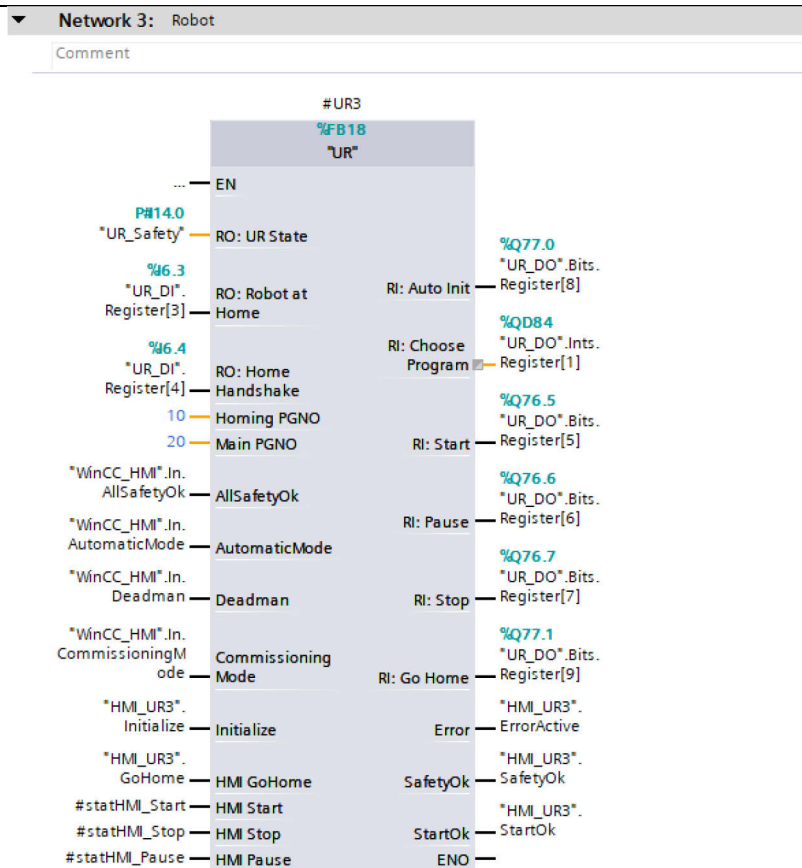 Network 3: Robot
Comment
#UR3
%FB18
"UR"
... EN
P#I14.0
"UR_Safety"
RO: UR State
%I6.3
"UR_DI".
Register[3]
RO: Robot at
Home
%I6.4
"UR_DI".
Register[4]
RO: Home
Handshake
10 Homing PGNO
20 Main PGNO
"WinCC_HMI".In.
AllSafetyOk
AllSafetyOk
"WinCC_HMI".In.
AutomaticMode
AutomaticMode
"WinCC_HMI".In.
Deadman
Deadman
"WinCC_HMI".In.
CommissioningM
ode
Commissioning
Mode
"HMI_UR3".
Initialize
Initialize
"HMI_UR3".
GoHome
HMI GoHome
#statHMI_Start HMI Start
#statHMI_Stop HMI Stop
#statHMI_Pause HMI Pause
RI: Auto Init
%Q77.0
"UR_DO".Bits.
Register[8]
RI: Choose
Program
%QD84
"UR_DO".Ints.
Register[1]
RI: Start
%Q76.5
"UR_DO".Bits.
Register[5]
RI: Pause
%Q76.6
"UR_DO".Bits.
Register[6]
RI: Stop
%Q76.7
"UR_DO".Bits.
Register[7]
RI: Go Home
%Q77.1
"UR_DO".Bits.
Register[9]
Error
"HMI_UR3".
ErrorActive
SafetyOk
"HMI_UR3".
SafetyOk
StartOk
"HMI_UR3".
StartOk
ENO